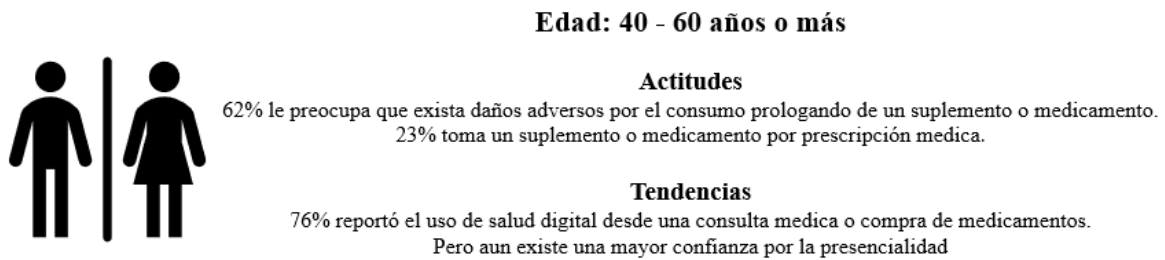 Edad: 40 - 60 años o más
Actitudes
62% le preocupa que exista daños adversos por el consumo prologando de un suplemento o medicamento.
23% toma un suplemento o medicamento por prescripción medica.
Tendencias
76% reportó el uso de salud digital desde una consulta medica o compra de medicamentos.
Pero aun existe una mayor confianza por la presencialidad